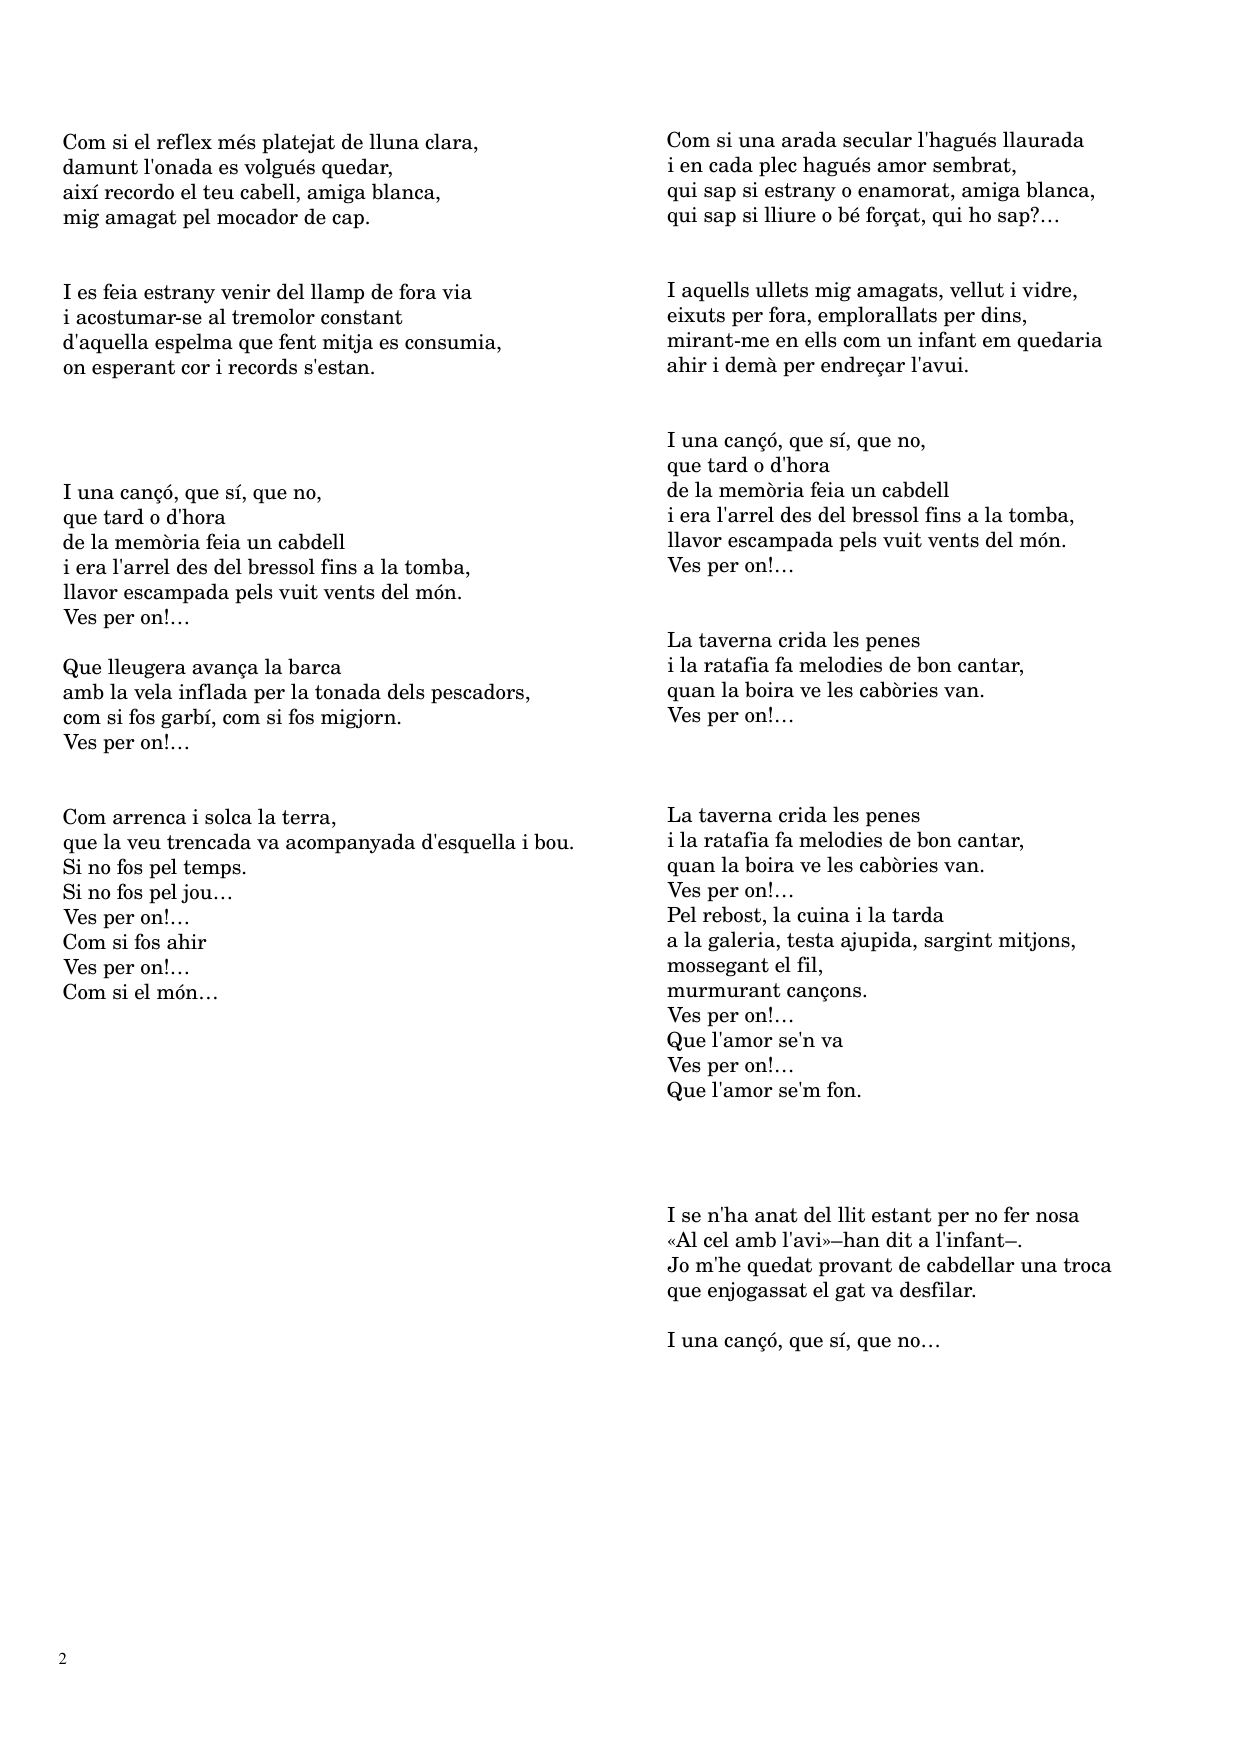 Com si el reflex més platejat de lluna clara,
damunt l'onada es volgués quedar,
així recordo el teu cabell, amiga blanca,
mig amagat pel mocador de cap.

I es feia estrany venir del llamp de fora via
i acostumar-se al tremolor constant
d'aquella espelma que fent mitja es consumia,
on esperant cor i records s'estan.

I una cançó, que sí, que no,
que tard o d'hora
de la memòria feia un cabdell
i era l'arrel des del bressol fins a la tomba,
llavor escampada pels vuit vents del món.
Ves per on!…

Que lleugera avança la barca
amb la vela inflada per la tonada dels pescadors,
com si fos garbí, com si fos migjorn.
Ves per on!…

Com arrenca i solca la terra,
que la veu trencada va acompanyada d'esquella i bou.
Si no fos pel temps.
Si no fos pel jou…
Ves per on!…
Com si fos ahir
Ves per on!…
Com si el món…

Com si una arada secular l'hagués llaurada
i en cada plec hagués amor sembrat,
qui sap si estrany o enamorat, amiga blanca,
qui sap si lliure o bé forçat, qui ho sap?…

I aquells ullets mig amagats, vellut i vidre,
eixuts per fora, emplorallats per dins,
mirant-me en ells com un infant em quedaria
ahir i demà per endreçar l'avui.

I una cançó, que sí, que no,
que tard o d'hora
de la memòria feia un cabdell
i era l'arrel des del bressol fins a la tomba,
llavor escampada pels vuit vents del món.
Ves per on!…

La taverna crida les penes
i la ratafia fa melodies de bon cantar,
quan la boira ve les cabòries van.
Ves per on!…

La taverna crida les penes
i la ratafia fa melodies de bon cantar,
quan la boira ve les cabòries van.
Ves per on!…
Pel rebost, la cuina i la tarda
a la galeria, testa ajupida, sargint mitjons,
mossegant el fil,
murmurant cançons.
Ves per on!…
Que l'amor se'n va
Ves per on!…
Que l'amor se'm fon.

I se n'ha anat del llit estant per no fer nosa
«Al cel amb l'avi»–han dit a l'infant–.
Jo m'he quedat provant de cabdellar una troca
que enjogassat el gat va desfilar.

I una cançó, que sí, que no…

2